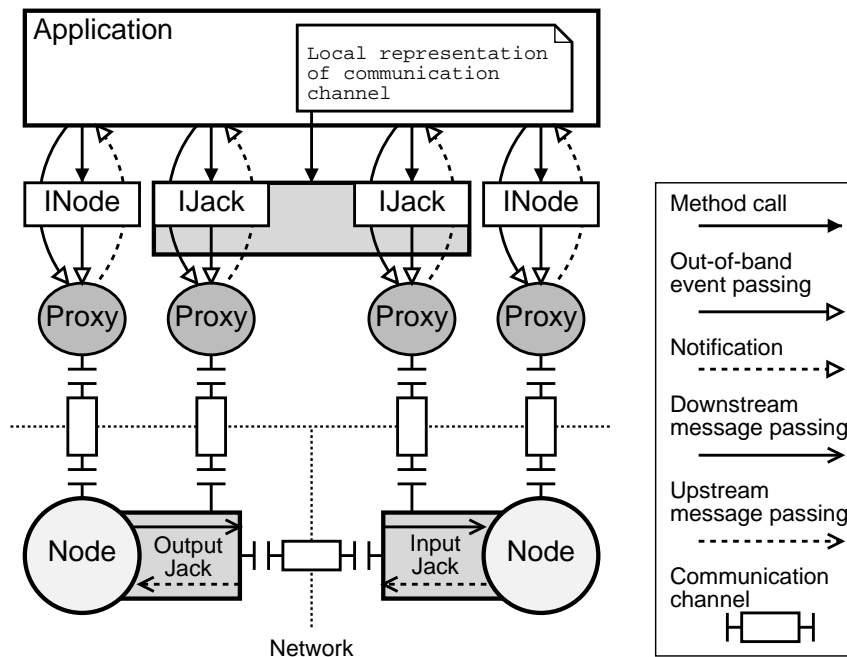 Application
Local representation
of communication
channel
INode
IJack
IJack
INode
Proxy
Proxy
Proxy
Proxy
Node
Output
Jack
Input
Jack
Node
Network
Method call
Out-of-band
event passing
Notification
Downstream
message passing
Upstream
message passing
Communication
channel